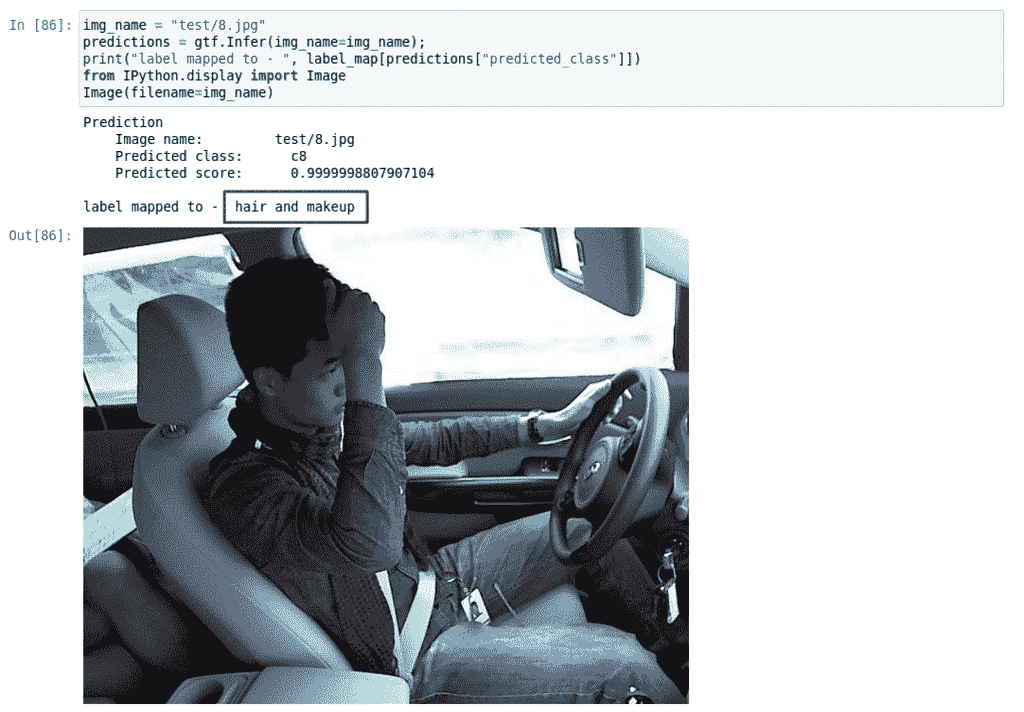 In [86]:
img_name = "test/8.jpg"
predictions = gtf.Infer(img_name=img_name);
print("label mapped to - ", label_map[predictions["predicted_class"]])
from IPython.display import Image
Image(filename=img_name)
Prediction
Image name: test/8.jpg
Predicted class: c8
Predicted score: 0.9999998807907104
label mapped to - hair and makeup
Out[86]: